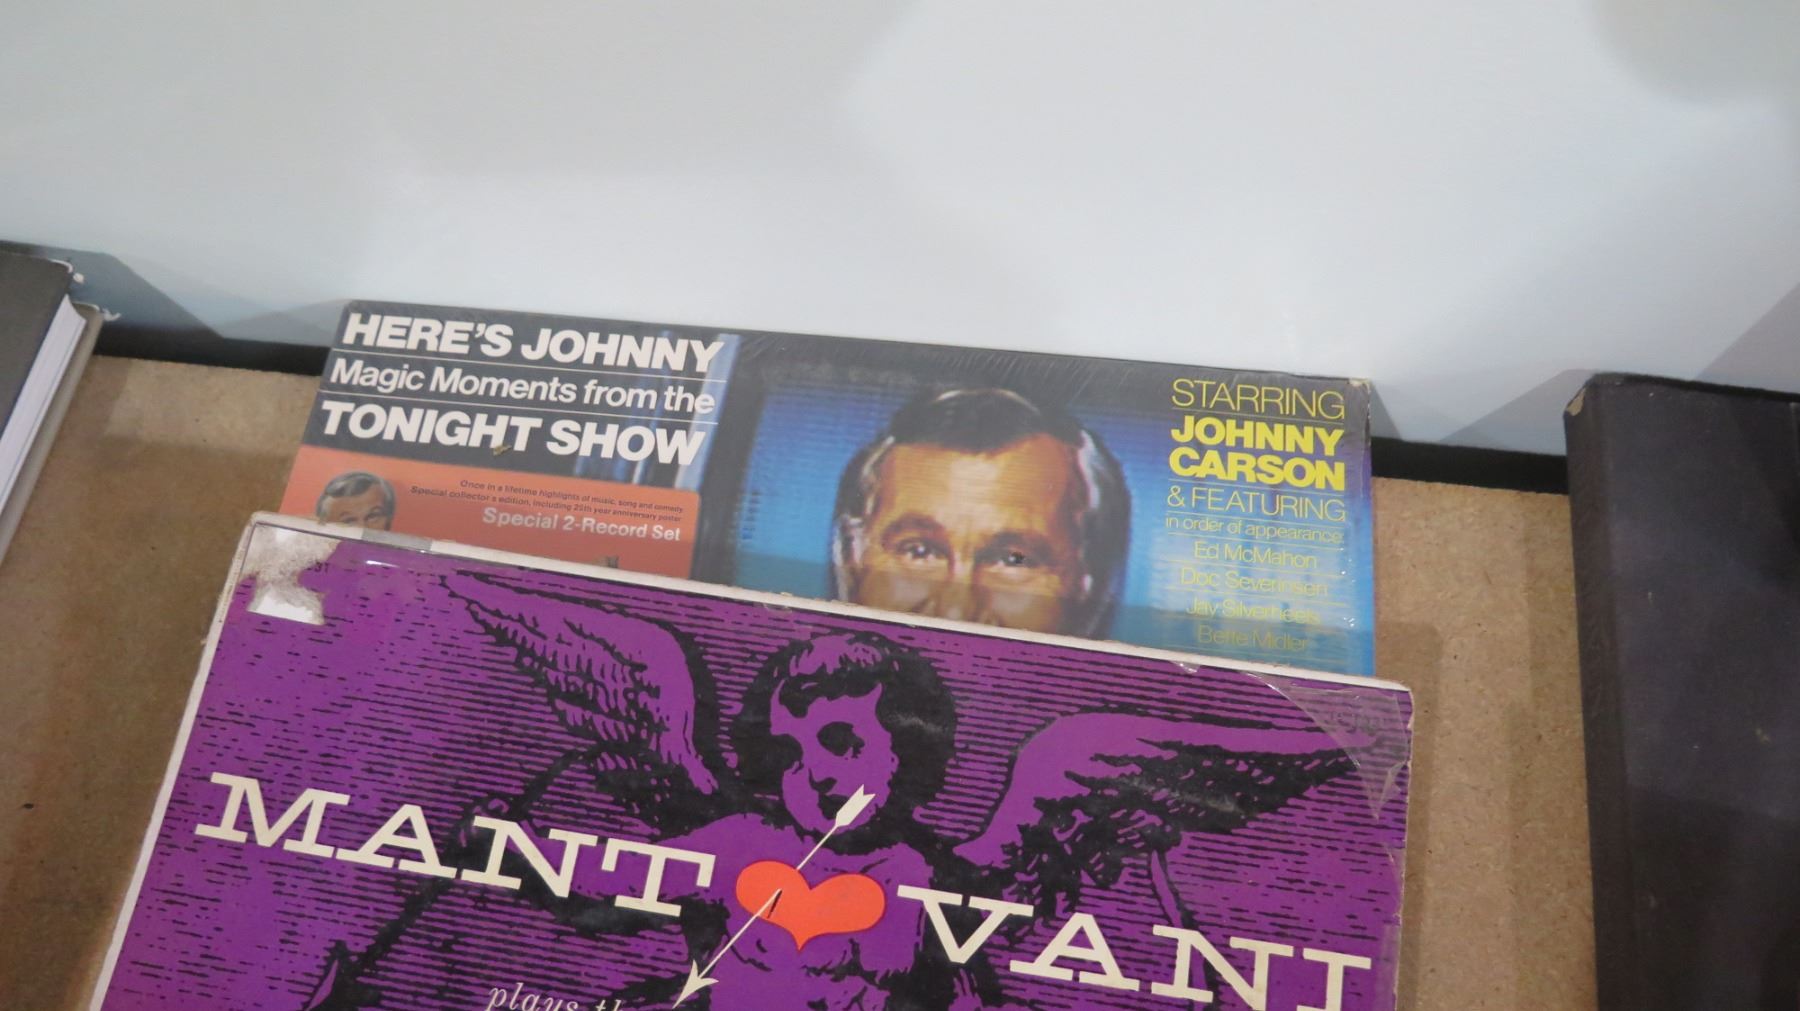 HERE'S JOHNNY
Magic Moments from the
TONIGHT SHOW
Once in a lifetime highlights of music, song and comedy.
Special collector's edition, including 25th year anniversary poster
Special 2-Record Set
STARRING
JOHNNY
CARSON
& FEATURING
in order of appearance:
Ed McMahon
Doc Severinsen
Jay Silverheels
Bette Midler
MANTOVANI
plays